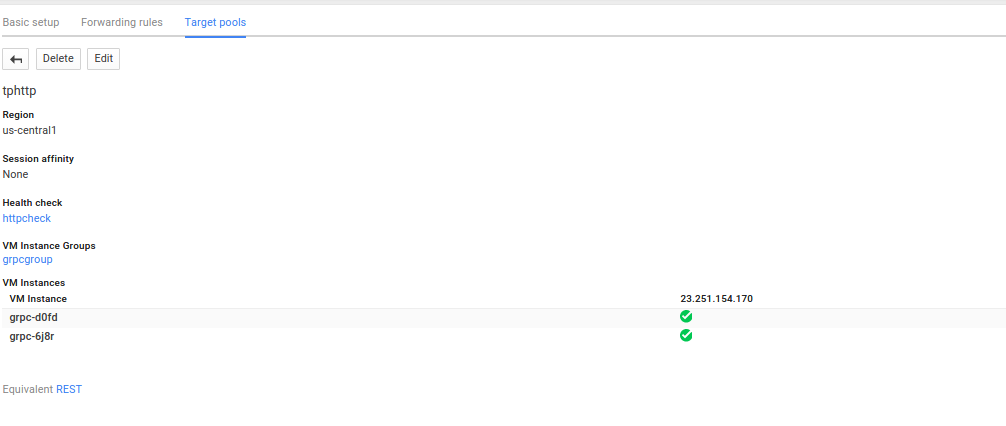 Basic setup Forwarding rules Target pools
Delete Edit
tphttp
Region
us-central1
Session affinity
None
Health check
httpcheck
VM Instance Groups
grpcgroup
VM Instances
VM Instance 23.251.154.170
grpc-d0fd
grpc-6j8r
Equivalent REST